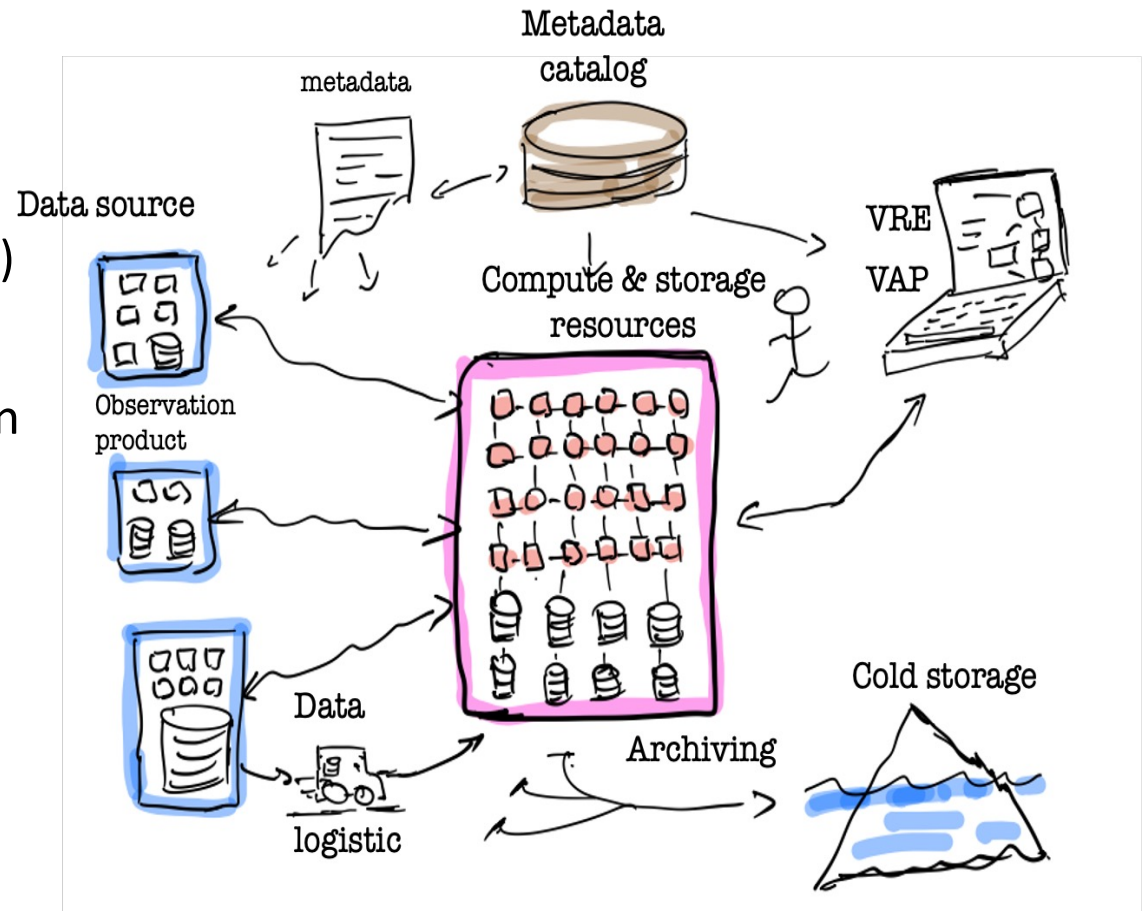 Metadata
catalog
metadata
Data source
)
VRE
VAP
Compute & storage
resources
Observation
product
n
Data
logistic
Archiving
Cold storage